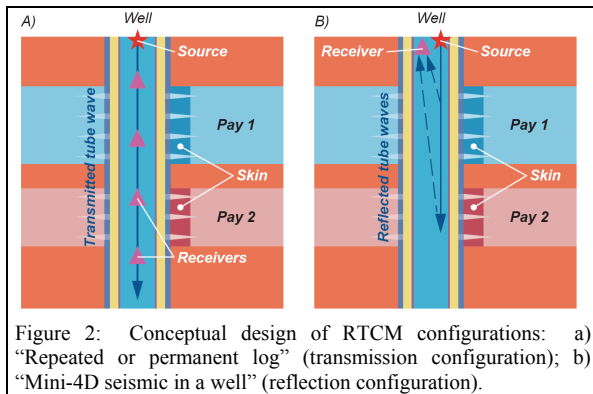 A)
Well
Source
Transmitted tube wave
Pay 1
Skin
Pay 2
Receivers
B)
Well
Receiver
Source
Reflected tube waves
Pay 1
Skin
Pay 2
Figure 2: Conceptual design of RTCM configurations: a)
“Repeated or permanent log” (transmission configuration); b)
“Mini-4D seismic in a well” (reflection configuration).